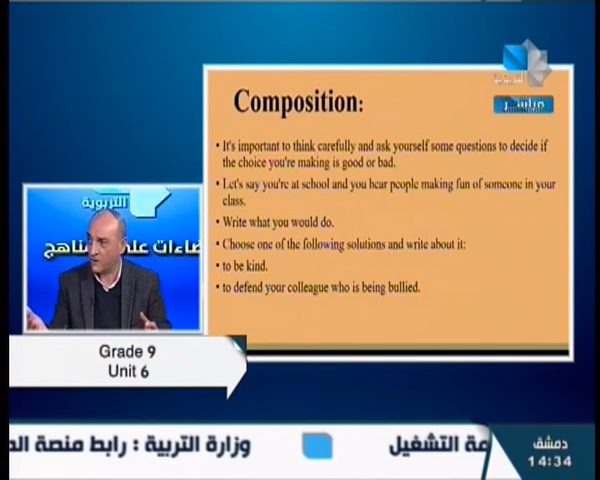 التربوية
مباشر
Composition:
• It's important to think carefully and ask yourself some questions to decide if
the choice you're making is good or bad.
• Let's say you're at school and you hear people making fun of someone in your
class.
• Write what you would do.
• Choose one of the following solutions and write about it:
• to be kind.
• to defend your colleague who is being bullied.
التربوية
Grade 9
Unit 6
وزارة التربية : رابط منصة
التشغيل
دمشق
14:34